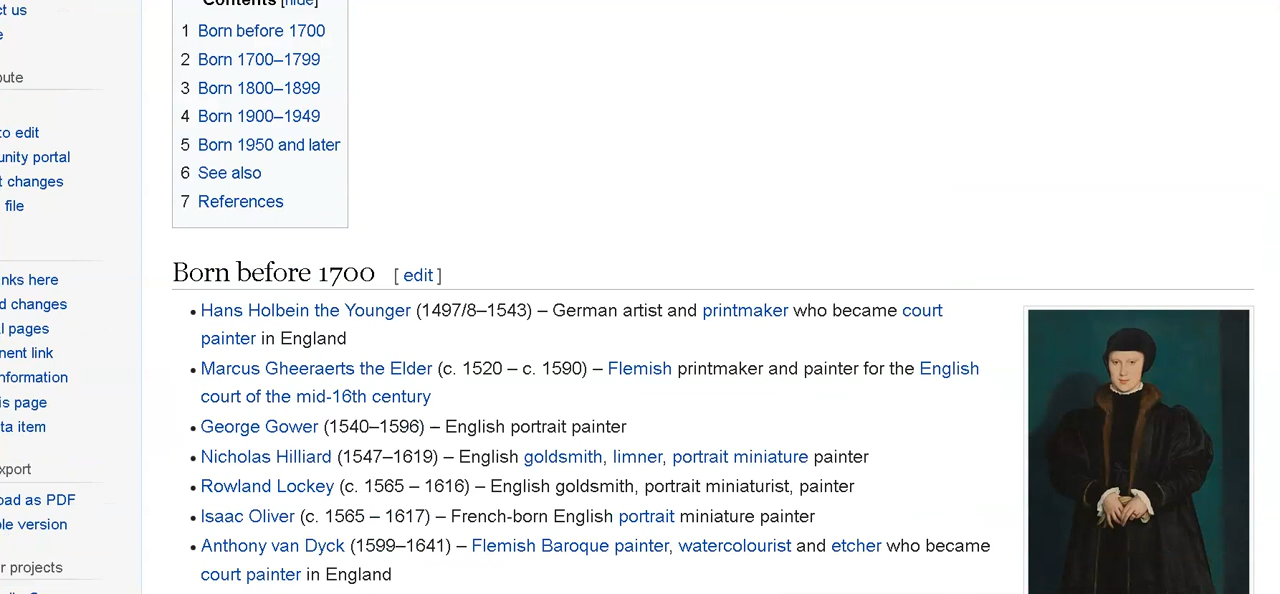 Contents [hide]
1 Born before 1700
2 Born 1700–1799
3 Born 1800–1899
4 Born 1900–1949
5 Born 1950 and later
6 See also
7 References
ct us
e
oute
to edit
unity portal
t changes
file
nks here
d changes
l pages
nent link
nformation
is page
ta item
xport
oad as PDF
ole version
r projects
Born before 1700 [ edit ]
• Hans Holbein the Younger (1497/8–1543) – German artist and printmaker who became court
painter in England
• Marcus Gheeraerts the Elder (c. 1520 – c. 1590) – Flemish printmaker and painter for the English
court of the mid-16th century
• George Gower (1540–1596) – English portrait painter
• Nicholas Hilliard (1547–1619) – English goldsmith, limner, portrait miniature painter
• Rowland Lockey (c. 1565 – 1616) – English goldsmith, portrait miniaturist, painter
• Isaac Oliver (c. 1565 – 1617) – French-born English portrait miniature painter
• Anthony van Dyck (1599–1641) – Flemish Baroque painter, watercolourist and etcher who became
court painter in England